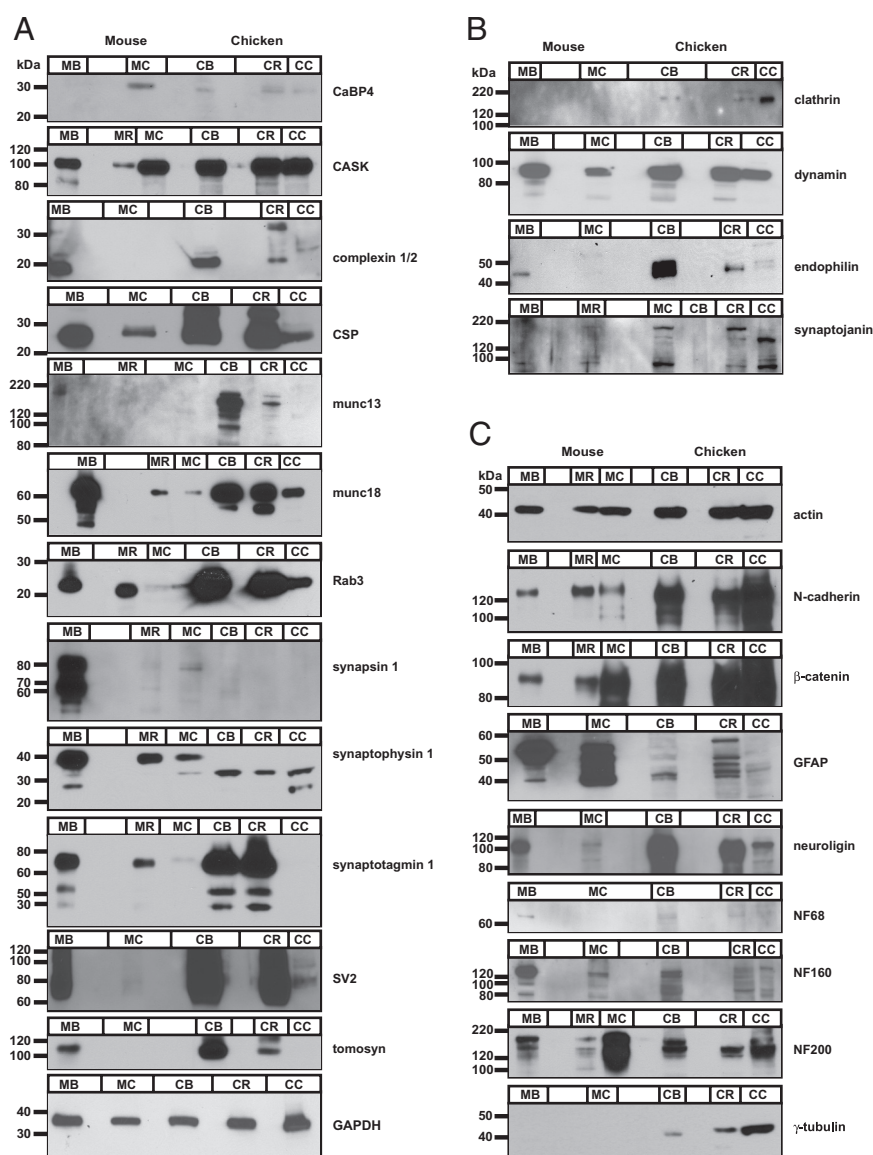 A
Mouse Chicken
kDa
MB MC CB CR CC
30
20
CaBP4
MB MR MC CB CR CC
120
100
80
CASK
MB MC CB CR CC
30
20
complexin 1/2
MB MC CB CR CC
30
20
CSP
MB MR MC CB CR CC
220
120
100
80
munc13
MB MR MC CB CR CC
60
50
munc18
MB MR MC CB CR CC
30
20
Rab3
MB MR MC CB CR CC
80
70
60
synapsin 1
MB MR MC CB CR CC
40
30
20
synaptophysin 1
MB MR MC CB CR CC
80
60
50
30
synaptotagmin 1
MB MC CB CR CC
120
100
80
60
SV2
MB MC CB CR
120
100
tomosyn
MB MC CB CR CC
40
30
GAPDH
B
Mouse Chicken
kDa
MB MC CB CR CC
220
120
100
clathrin
MB MC CB CR CC
100
80
dynamin
MB MC CB CR CC
50
40
endophilin
MB MR MC CB CR CC
220
120
100
synaptojanin
C
Mouse Chicken
kDa
MB MR MC CB CR CC
50
40
actin
MB MR MC CB CR CC
120
100
N-cadherin
MB MR MC CB CR CC
100
80
β-catenin
MB MC CB CR CC
60
50
40
GFAP
MB MC CB CR CC
120
100
80
neuroligin
MB MC CB CR CC
60
NF68
MB MC CB CR CC
120
100
80
NF160
MB MR MC CB CR CC
220
120
100
NF200
MB MC CB CR CC
50
40
γ-tubulin